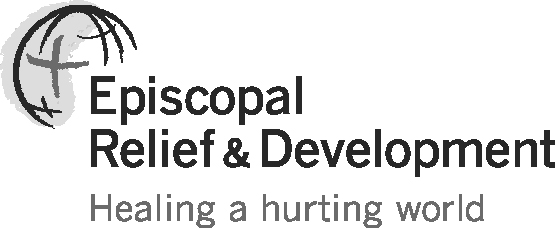 Episcopal
Relief & Development
Healing a hurting world